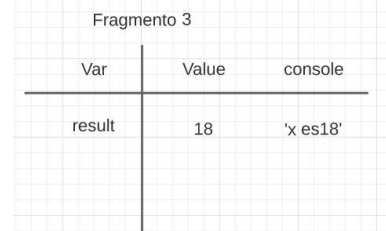 Fragmento 3
Var Value console
result 18 'x es18'